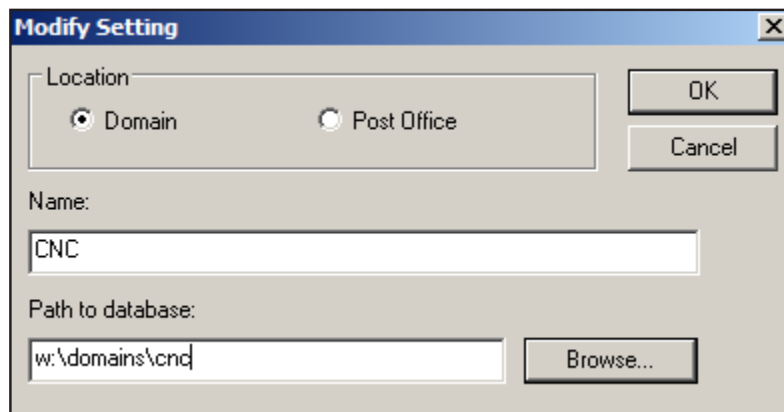 Modify Setting
Location
OK
Domain
Post Office
Cancel
Name:
CNC
Path to database:
w:\domains\cnc
Browse...